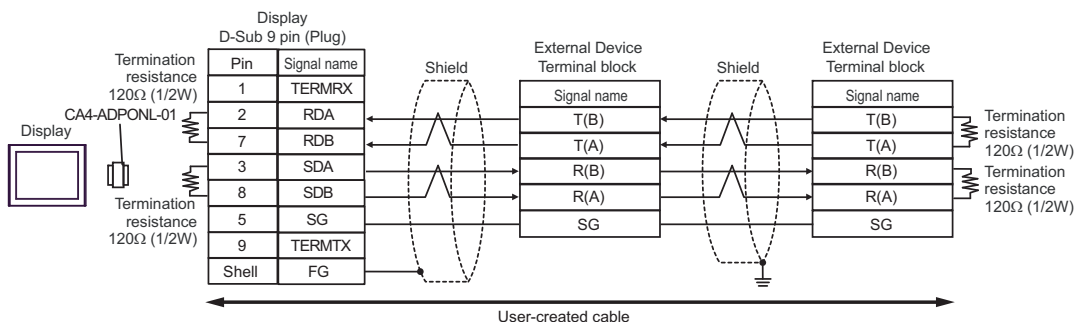 Display
D-Sub 9 pin (Plug)
Termination
resistance
120Ω (1/2W)
CA4-ADPONL-01
Display
Termination
resistance
120Ω (1/2W)
Pin Signal name
1 TERMRX
2 RDA
7 RDB
3 SDA
8 SDB
5 SG
9 TERMTX
Shell FG
Shield
External Device
Terminal block
Signal name
T(B)
T(A)
R(B)
R(A)
SG
Shield
External Device
Terminal block
Signal name
T(B)
T(A)
R(B)
R(A)
SG
Termination
resistance
120Ω (1/2W)
Termination
resistance
120Ω (1/2W)
User-created cable